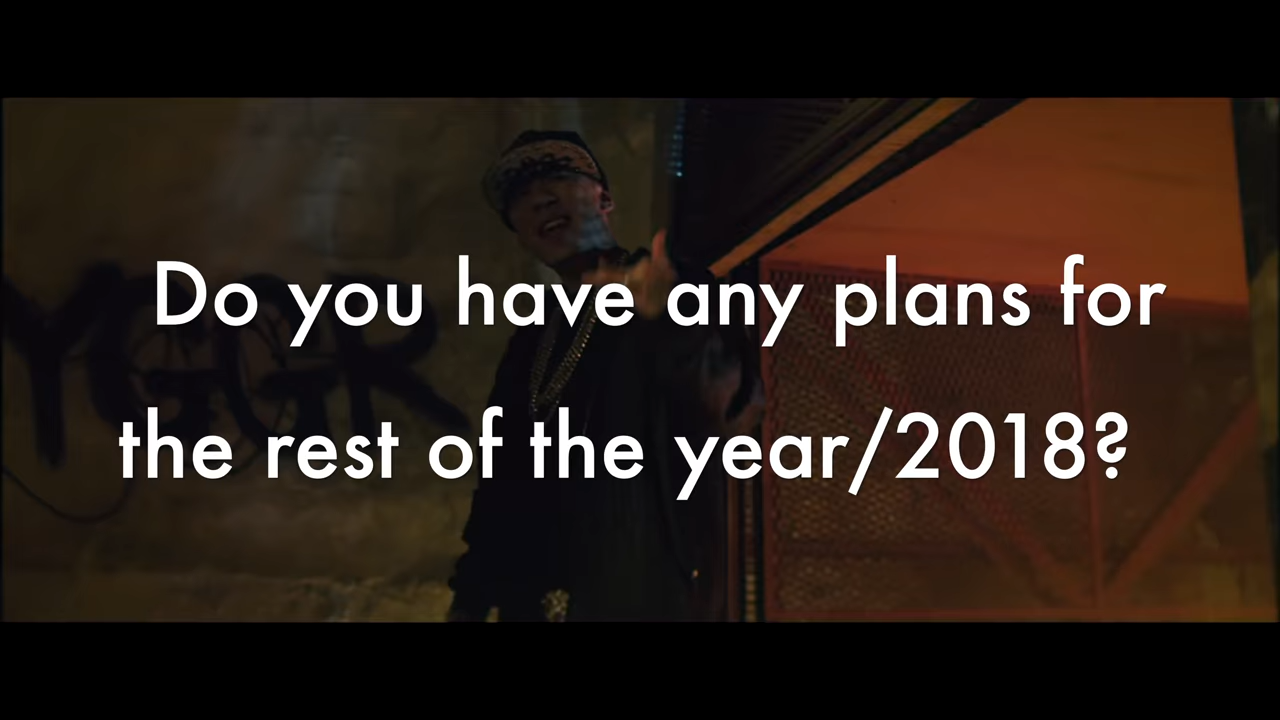 Do you have any plans for
the rest of the year/2018?